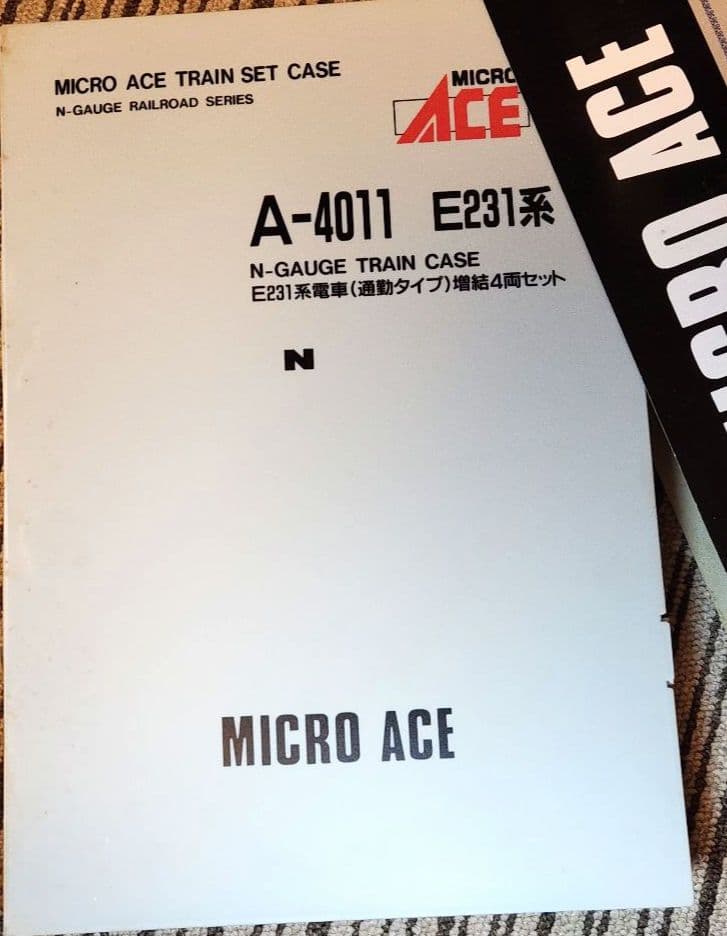 MICRO ACE TRAIN SET CASE
N-GAUGE RAILROAD SERIES
MICRO
ACE
A-4011 E231系
N-GAUGE TRAIN CASE
E231系電車(通勤タイプ)増結4両セット
N
MICRO ACE
MICRO ACE